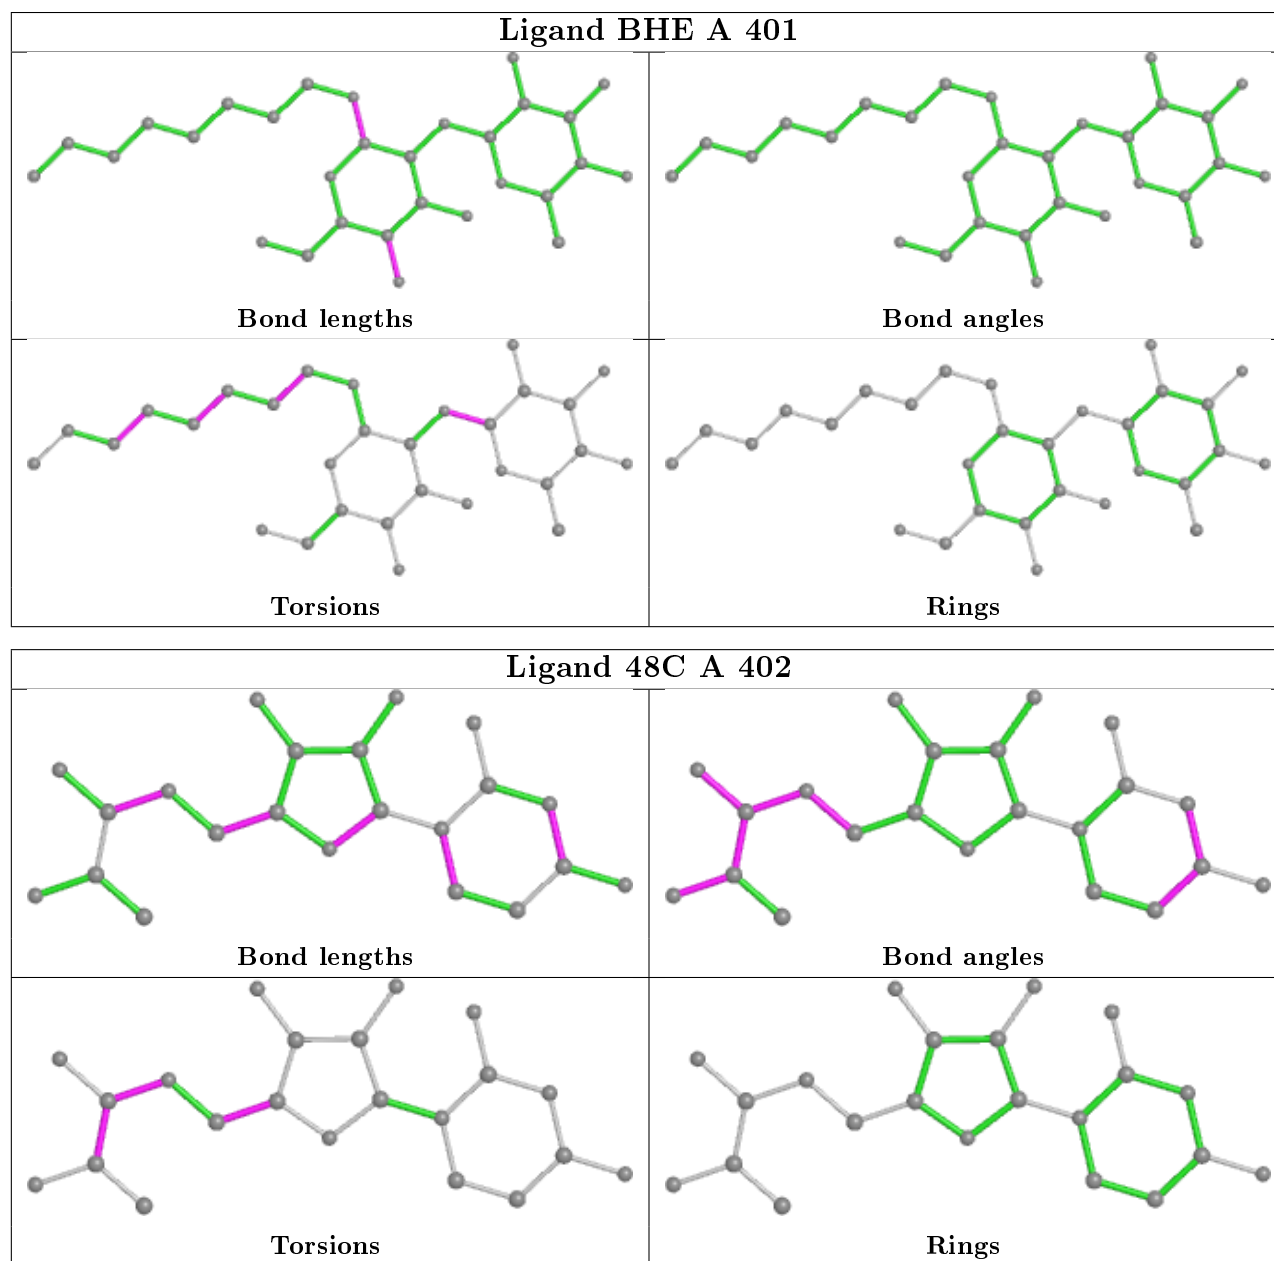 Ligand BHE A 401
Bond lengths
Bond angles
Torsions
Rings
Ligand 48C A 402
Bond lengths
Bond angles
Torsions
Rings